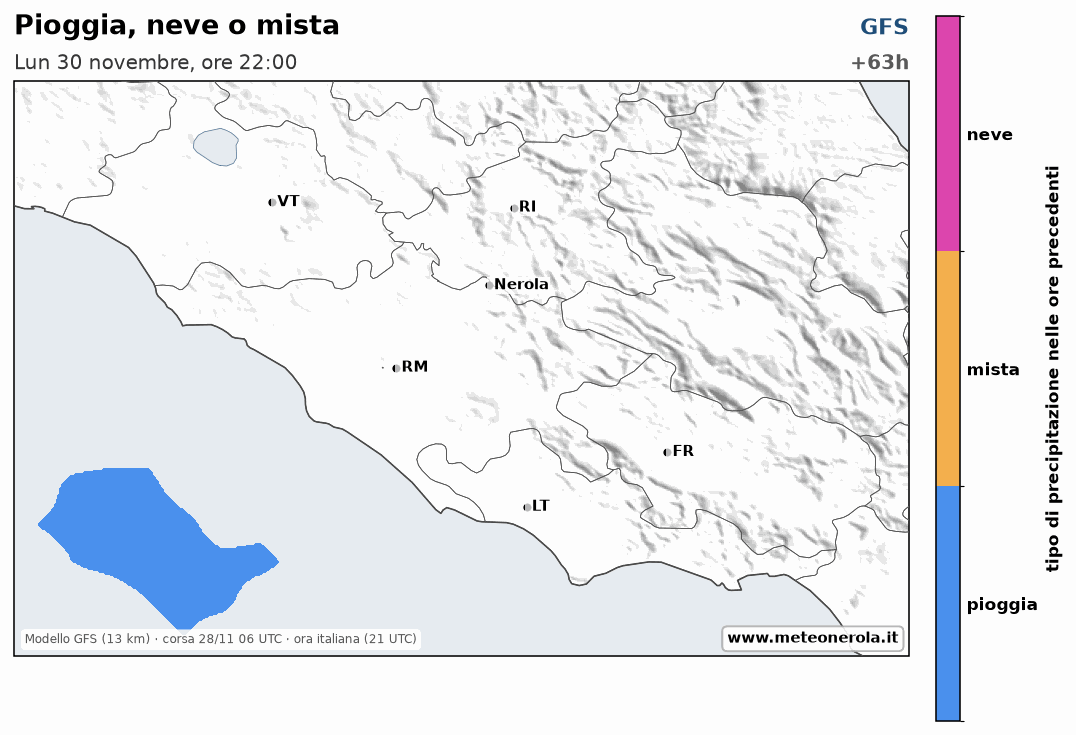 Pioggia, neve o mista
GFS
Lun 30 novembre, ore 22:00
+63h
neve
mista
pioggia
tipo di precipitazione nelle ore precedenti
VT
RI
Nerola
RM
FR
LT
Modello GFS (13 km) · corsa 28/11 06 UTC · ora italiana (21 UTC)
www.meteonerola.it